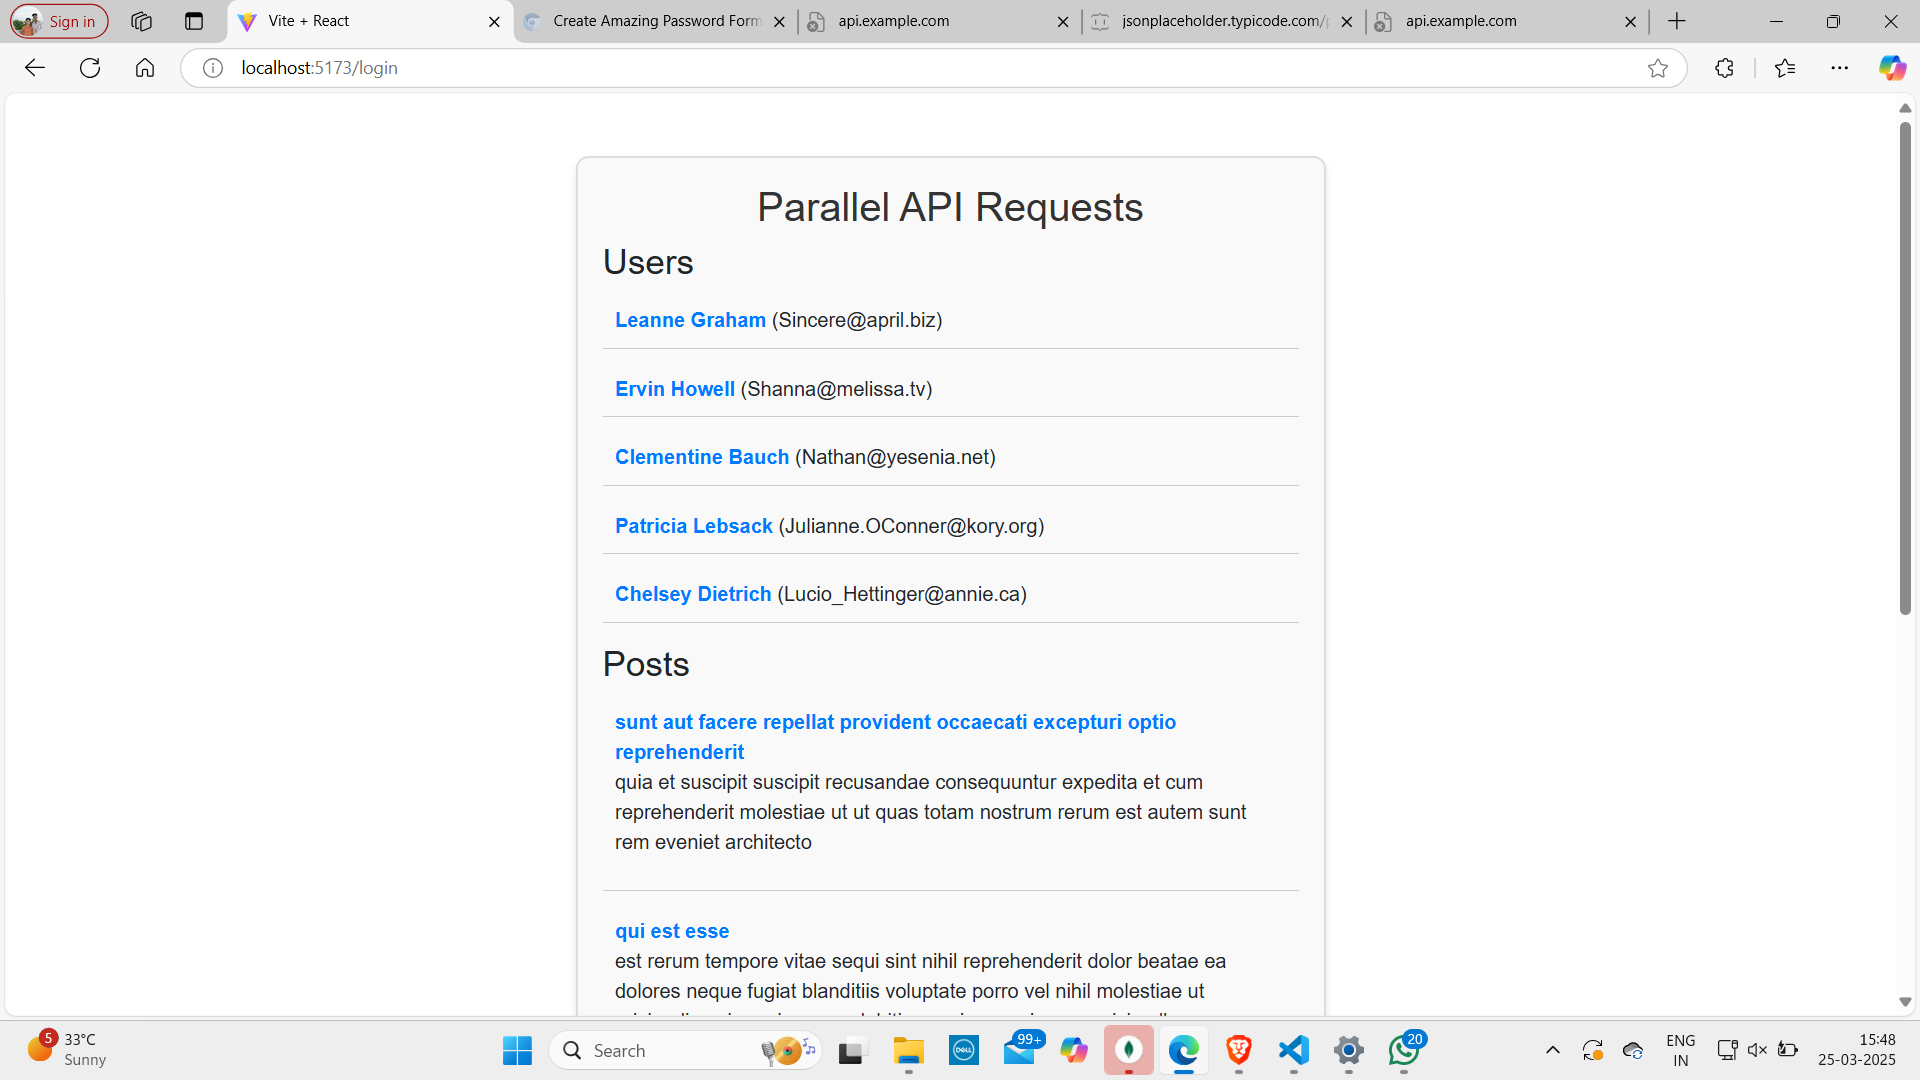 Sign in
Vite + React
Create Amazing Password Form
api.example.com
jsonplaceholder.typicode.com/p
api.example.com
localhost:5173/login
Parallel API Requests
Users
Leanne Graham (Sincere@april.biz)
Ervin Howell (Shanna@melissa.tv)
Clementine Bauch (Nathan@yesenia.net)
Patricia Lebsack (Julianne.OConner@kory.org)
Chelsey Dietrich (Lucio_Hettinger@annie.ca)
Posts
sunt aut facere repellat provident occaecati excepturi optio
reprehenderit
quia et suscipit suscipit recusandae consequuntur expedita et cum
reprehenderit molestiae ut ut quas totam nostrum rerum est autem sunt
rem eveniet architecto
qui est esse
est rerum tempore vitae sequi sint nihil reprehenderit dolor beatae ea
dolores neque fugiat blanditiis voluptate porro vel nihil molestiae ut
5
33°C
Sunny
Search
DELL
99+
20
ENG
IN
15:48
25-03-2025